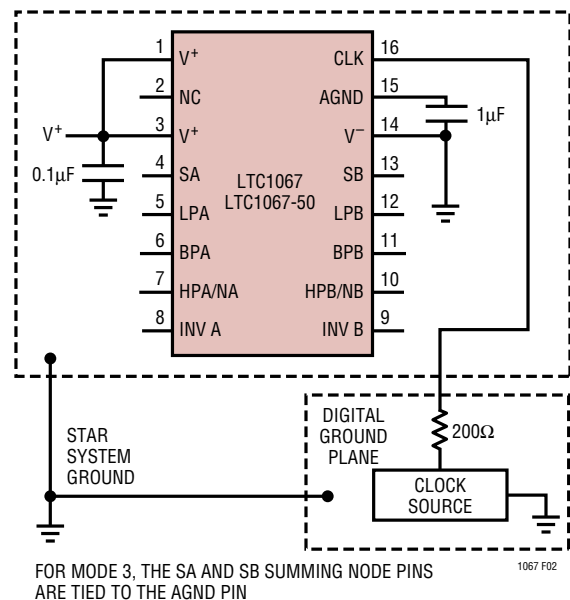 1
V+
CLK
16
2
NC
AGND
15
1µF
V+
3
V+
V−
14
0.1µF
4
SA
SB
13
LTC1067
LTC1067-50
5
LPA
LPB
12
6
BPA
BPB
11
7
HPA/NA
HPB/NB
10
8
INV A
INV B
9
STAR
SYSTEM
GROUND
DIGITAL
GROUND
PLANE
200Ω
CLOCK
SOURCE
FOR MODE 3, THE SA AND SB SUMMING NODE PINS
ARE TIED TO THE AGND PIN
1067 F02